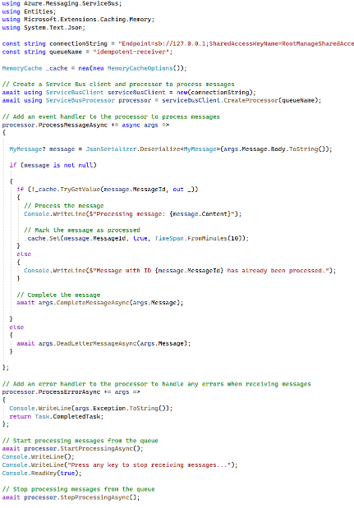 using Azure.Messaging.ServiceBus;
using Entities;
using Microsoft.Extensions.Caching.Memory;
using System.Text.Json;
const string connectionString = "Endpoint=sb://127.0.0.1;SharedAccessKeyName=RootManageSharedAcce
const string queueName = "idempotent-receiver";
MemoryCache _cache = new(new MemoryCacheOptions());
// Create a Service Bus client and processor to process messages
await using ServiceBusClient serviceBusClient = new(connectionString);
await using ServiceBusProcessor processor = serviceBusClient.CreateProcessor(queueName);
// Add an event handler to the processor to process messages
processor.ProcessMessageAsync += async args =>
{
MyMessage? message = JsonSerializer.Deserialize<MyMessage>(args.Message.Body.ToString());
if (message is not null)
{
if (!_cache.TryGetValue(message.MessageId, out _))
{
// Process the message
Console.WriteLine($"Processing message: {message.Content}");
// Mark the message as processed
_cache.Set(message.MessageId, true, TimeSpan.FromMinutes(10));
}
else
{
Console.WriteLine($"Message with ID {message.MessageId} has already been processed.");
}
// Complete the message
await args.CompleteMessageAsync(args.Message);
}
else
{
await args.DeadLetterMessageAsync(args.Message);
}
};
// Add an error handler to the processor to handle any errors when receiving messages
processor.ProcessErrorAsync += args =>
{
Console.WriteLine(args.Exception.ToString());
return Task.CompletedTask;
};
// Start processing messages from the queue
await processor.StartProcessingAsync();
Console.WriteLine();
Console.WriteLine("Press any key to stop receiving messages...");
Console.ReadKey(true);
// Stop processing messages from the queue
await processor.StopProcessingAsync();